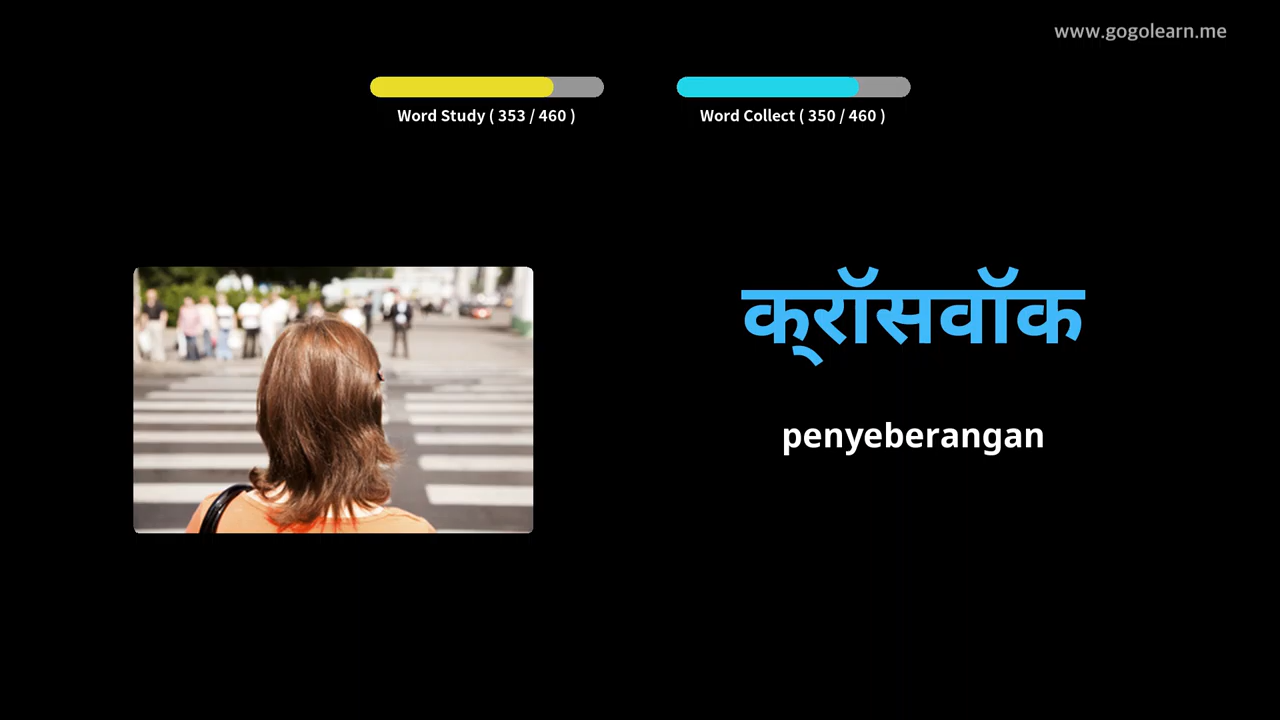 www.gogolearn.me
Word Study ( 353 / 460 )
Word Collect ( 350 / 460 )
क्रॉसवॉक
penyeberangan